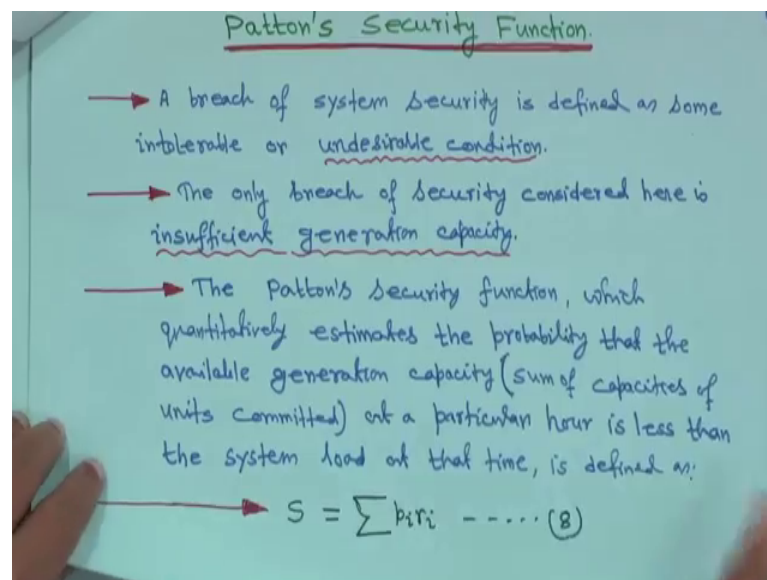 Patton's Security Function.
→ A breach of system security is defined as some
intolerable or undesirable condition.
→ The only breach of security considered here is
insufficient generation capacity.
→ The Patton's security function, which
quantitatively estimates the probability that the
available generation capacity (sum of capacities of
units committed) at a particular hour is less than
the system load at that time, is defined as:
→ S = ∑ pᵢrᵢ -----.... (8)